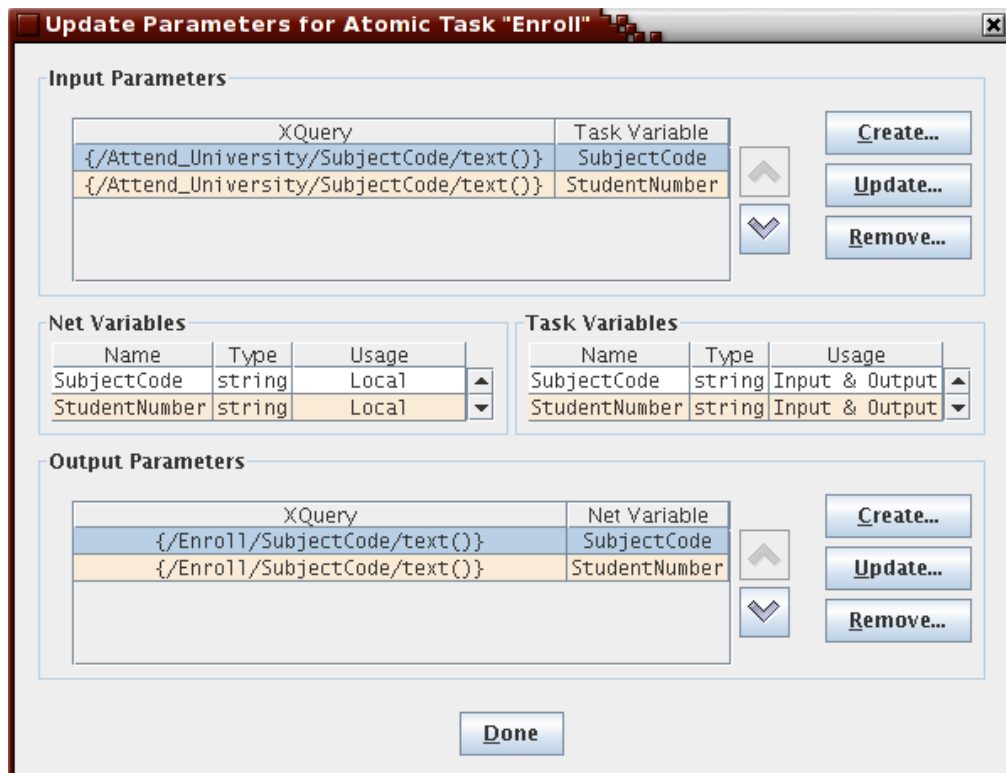 Update Parameters for Atomic Task "Enroll"
Input Parameters
XQuery Task Variable
{/Attend_University/SubjectCode/text()} SubjectCode
{/Attend_University/SubjectCode/text()} StudentNumber
Create...
Update...
Remove...
Net Variables
Name Type Usage
SubjectCode string Local
StudentNumber string Local
Task Variables
Name Type Usage
SubjectCode string Input & Output
StudentNumber string Input & Output
Output Parameters
XQuery Net Variable
{/Enroll/SubjectCode/text()} SubjectCode
{/Enroll/SubjectCode/text()} StudentNumber
Create...
Update...
Remove...
Done